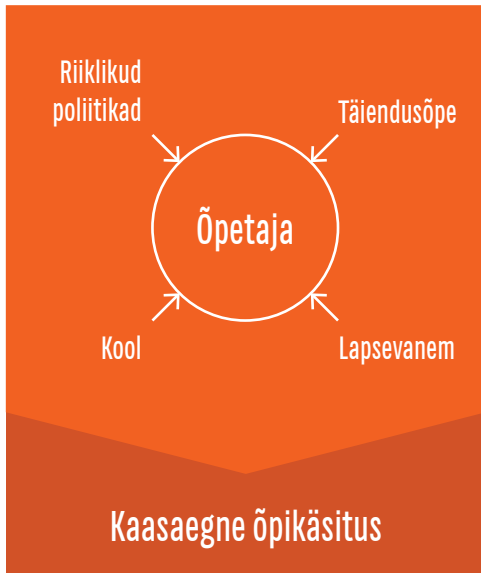 Riiklikud
poliitikad
Täiendusõpe
Õpetaja
Kool
Lapsevanem
Kaasaegne õpikäsitus